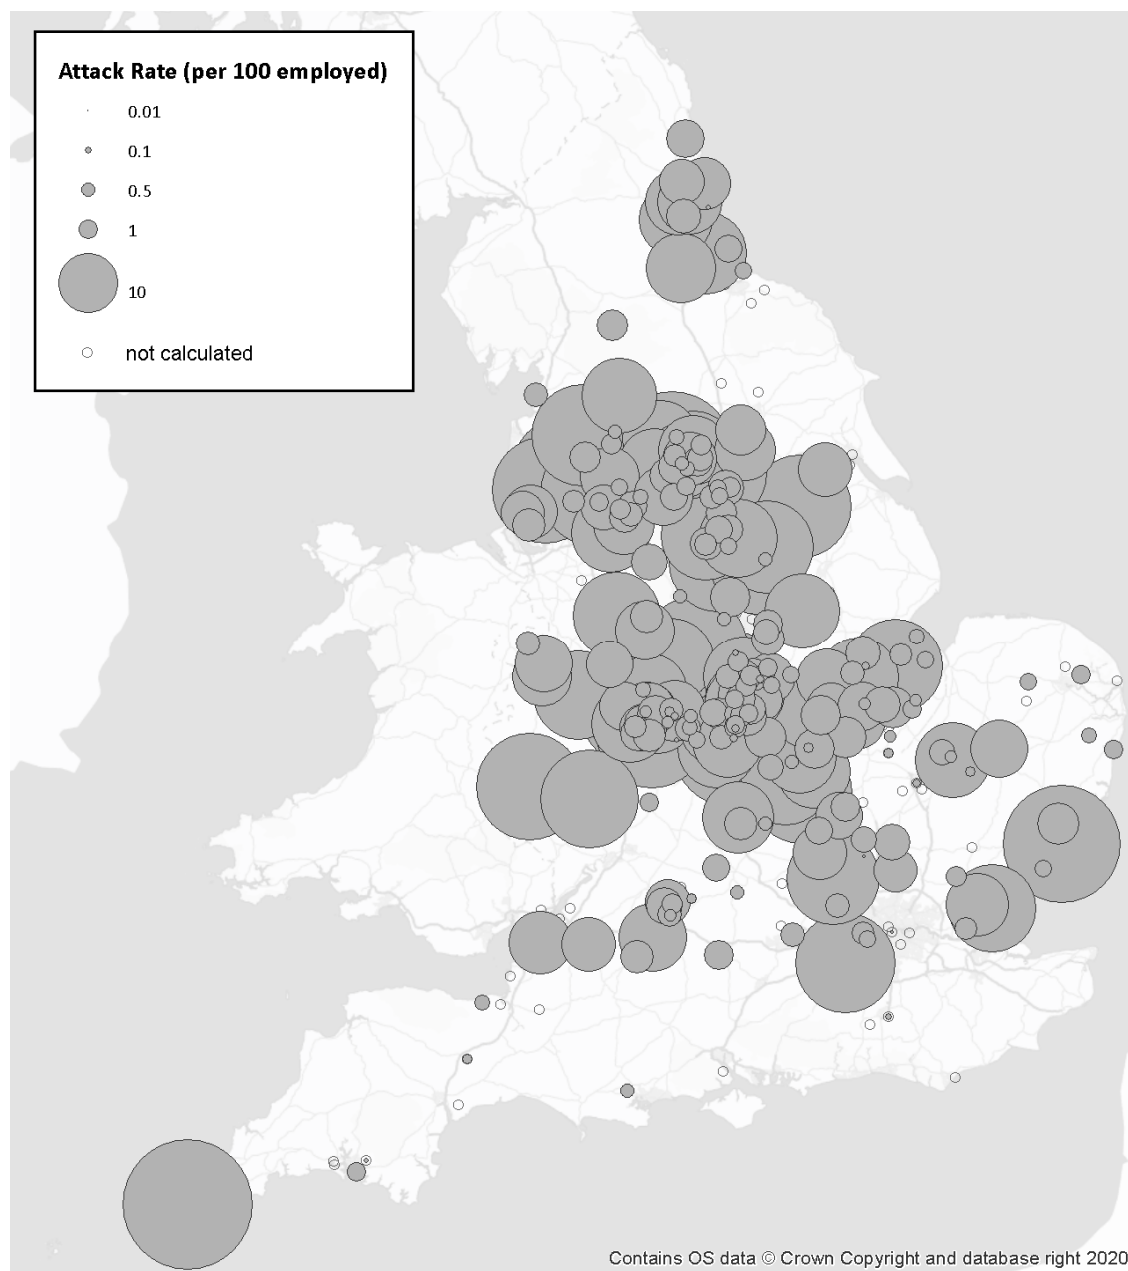 Attack Rate (per 100 employed)
0.01
0.1
0.5
1
10
not calculated
Contains OS data © Crown Copyright and database right 2020